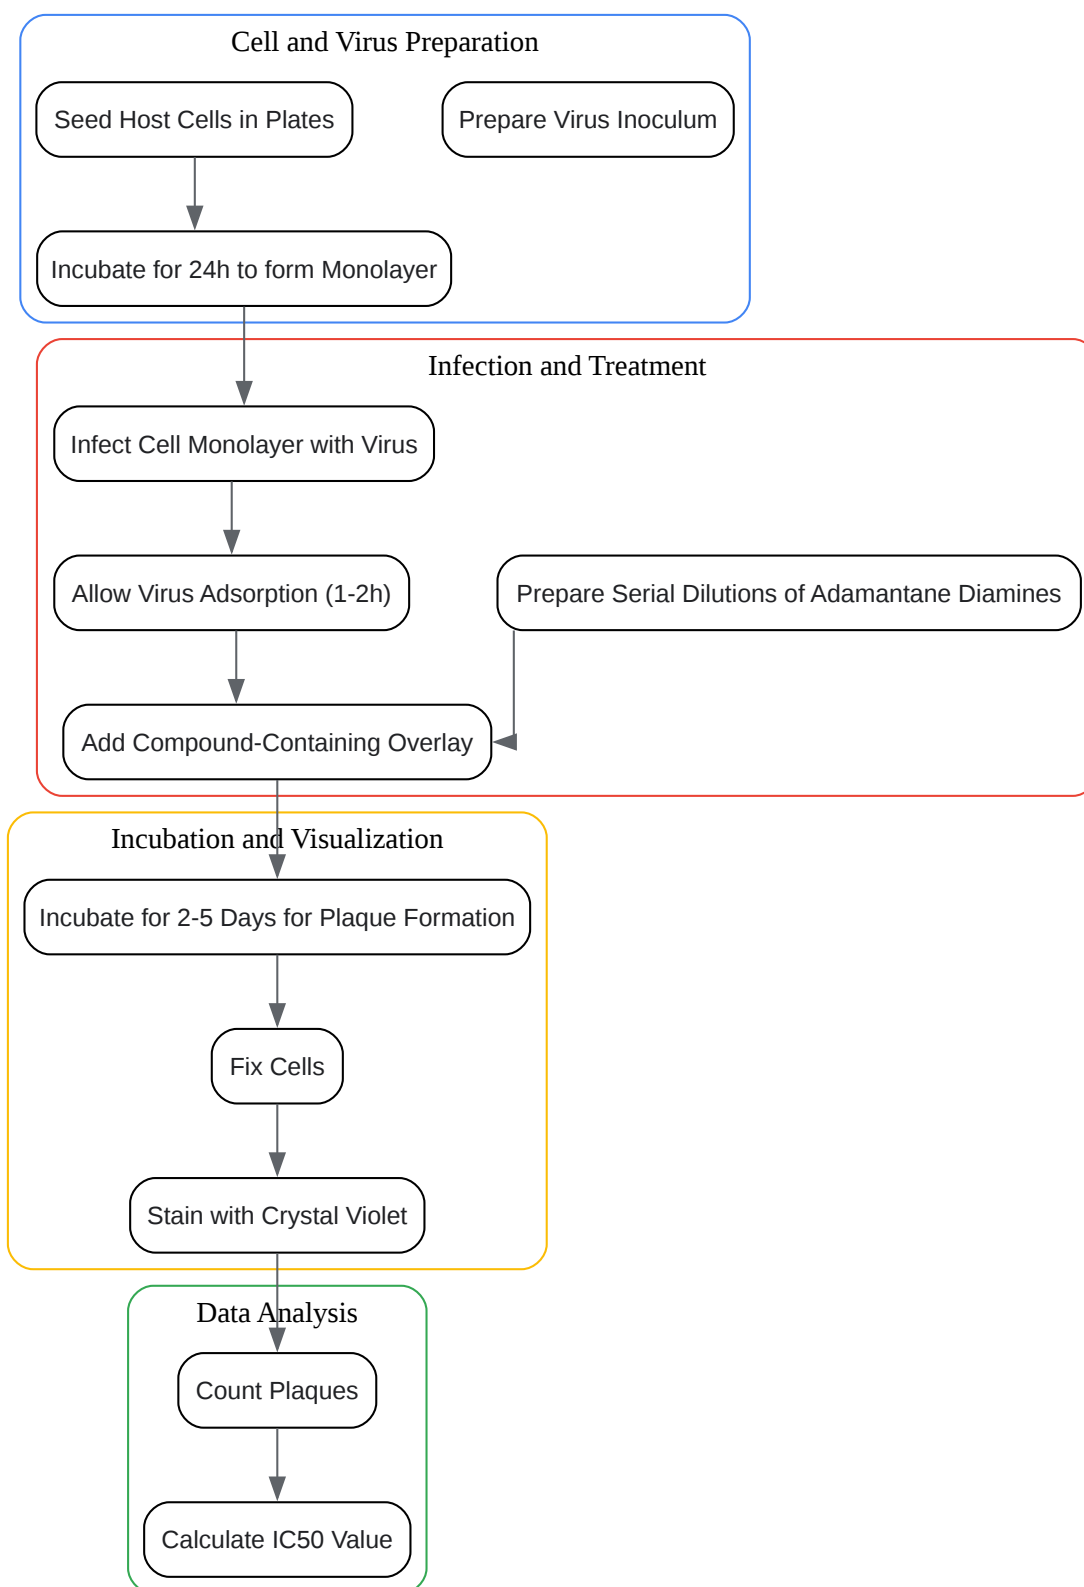 Cell and Virus Preparation
Seed Host Cells in Plates
Prepare Virus Inoculum
Incubate for 24h to form Monolayer
Infection and Treatment
Infect Cell Monolayer with Virus
Allow Virus Adsorption (1-2h)
Prepare Serial Dilutions of Adamantane Diamines
Add Compound-Containing Overlay
Incubation and Visualization
Incubate for 2-5 Days for Plaque Formation
Fix Cells
Stain with Crystal Violet
Data Analysis
Count Plaques
Calculate IC50 Value